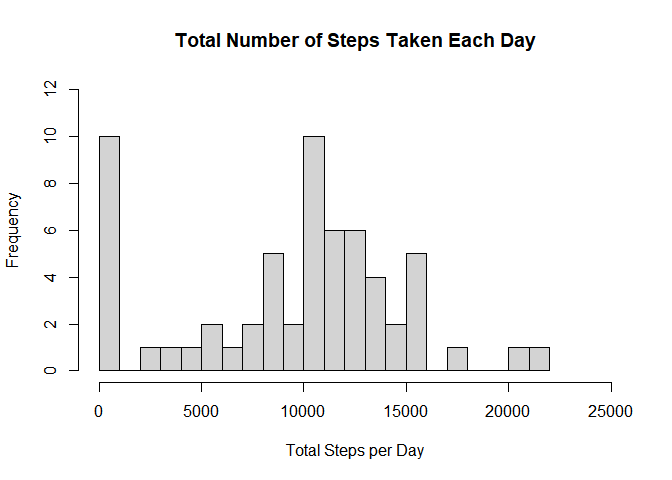 Total Number of Steps Taken Each Day
12
10
8
6
4
2
0
Frequency
0 5000 10000 15000 20000 25000
Total Steps per Day